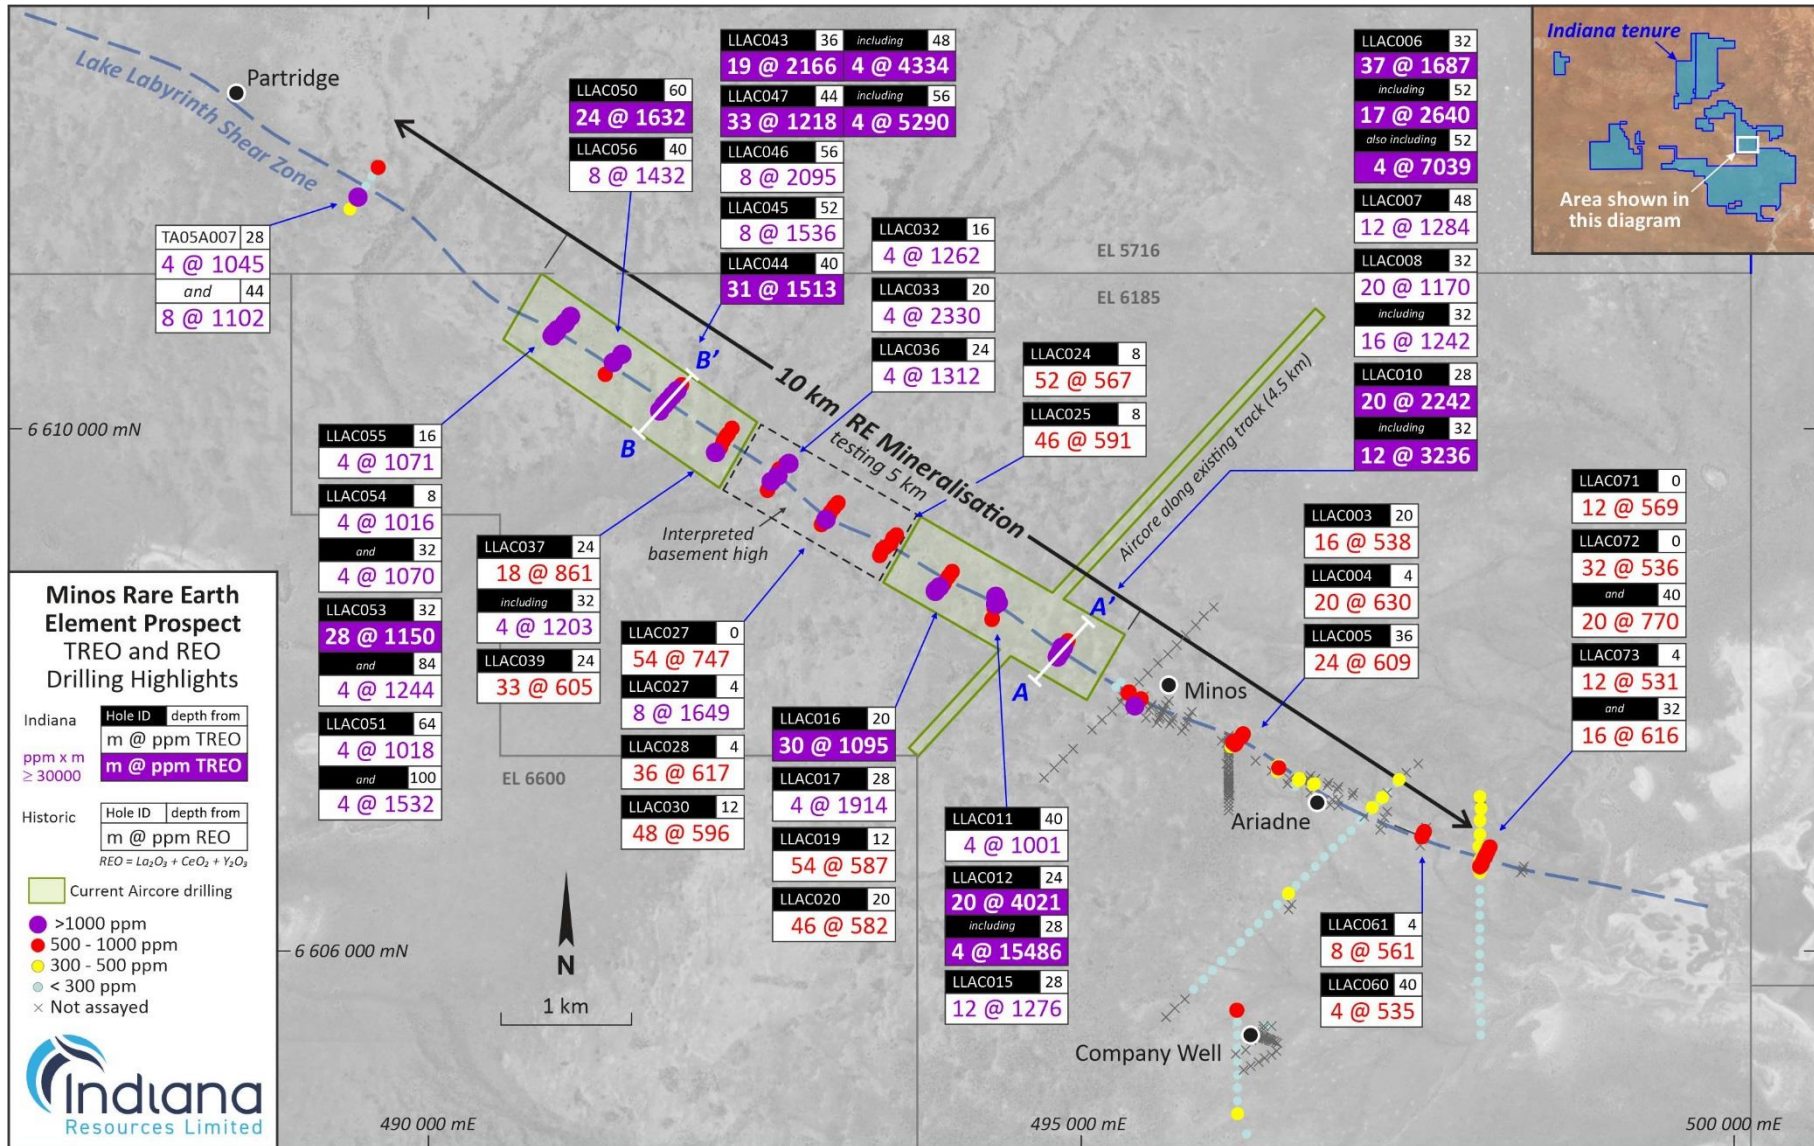 Lake Labyrinth Shear Zone
Partridge
TA05A007 28
4 @ 1045
and 44
8 @ 1102
LLAC050 60
24 @ 1632
LLAC056 40
8 @ 1432
LLAC043 36 including 48
19 @ 2166 4 @ 4334
LLAC047 44 including 56
33 @ 1218 4 @ 5290
LLAC046 56
8 @ 2095
LLAC045 52
8 @ 1536
LLAC044 40
31 @ 1513
LLAC032 16
4 @ 1262
LLAC033 20
4 @ 2330
LLAC036 24
4 @ 1312
LLAC024 8
52 @ 567
LLAC025 8
46 @ 591
EL 5716
EL 6185
LLAC006 32
37 @ 1687
including 52
17 @ 2640
also including 52
4 @ 7039
LLAC007 48
12 @ 1284
LLAC008 32
20 @ 1170
including 32
16 @ 1242
LLAC010 28
20 @ 2242
including 32
12 @ 3236
Indiana tenure
Area shown in
this diagram
B'
B
10 km RE Mineralisation
testing 5 km
Interpreted
basement high
Aircore along existing track (4.5 km)
A'
A
6 610 000 mN
LLAC055 16
4 @ 1071
LLAC054 8
4 @ 1016
and 32
4 @ 1070
LLAC053 32
28 @ 1150
and 84
4 @ 1244
LLAC051 64
4 @ 1018
and 100
4 @ 1532
LLAC037 24
18 @ 861
including 32
4 @ 1203
LLAC039 24
33 @ 605
EL 6600
LLAC027 0
54 @ 747
LLAC027 4
8 @ 1649
LLAC028 4
36 @ 617
LLAC030 12
48 @ 596
LLAC016 20
30 @ 1095
LLAC017 28
4 @ 1914
LLAC019 12
54 @ 587
LLAC020 20
46 @ 582
LLAC011 40
4 @ 1001
LLAC012 24
20 @ 4021
including 28
4 @ 15486
LLAC015 28
12 @ 1276
LLAC003 20
16 @ 538
LLAC004 4
20 @ 630
LLAC005 36
24 @ 609
LLAC071 0
12 @ 569
LLAC072 0
32 @ 536
and 40
20 @ 770
LLAC073 4
12 @ 531
and 32
16 @ 616
LLAC061 4
8 @ 561
LLAC060 40
4 @ 535
Minos
Ariadne
Company Well
Minos Rare Earth
Element Prospect
TREO and REO
Drilling Highlights
Indiana
Hole ID depth from
m @ ppm TREO
ppm x m
≥ 30000
m @ ppm TREO
Historic
Hole ID depth from
m @ ppm REO
REO = La₂O₃ + CeO₂ + Y₂O₃
Current Aircore drilling
>1000 ppm
500 - 1000 ppm
300 - 500 ppm
< 300 ppm
Not assayed
Indiana
Resources Limited
6 606 000 mN
N
1 km
490 000 mE
495 000 mE
500 000 mE